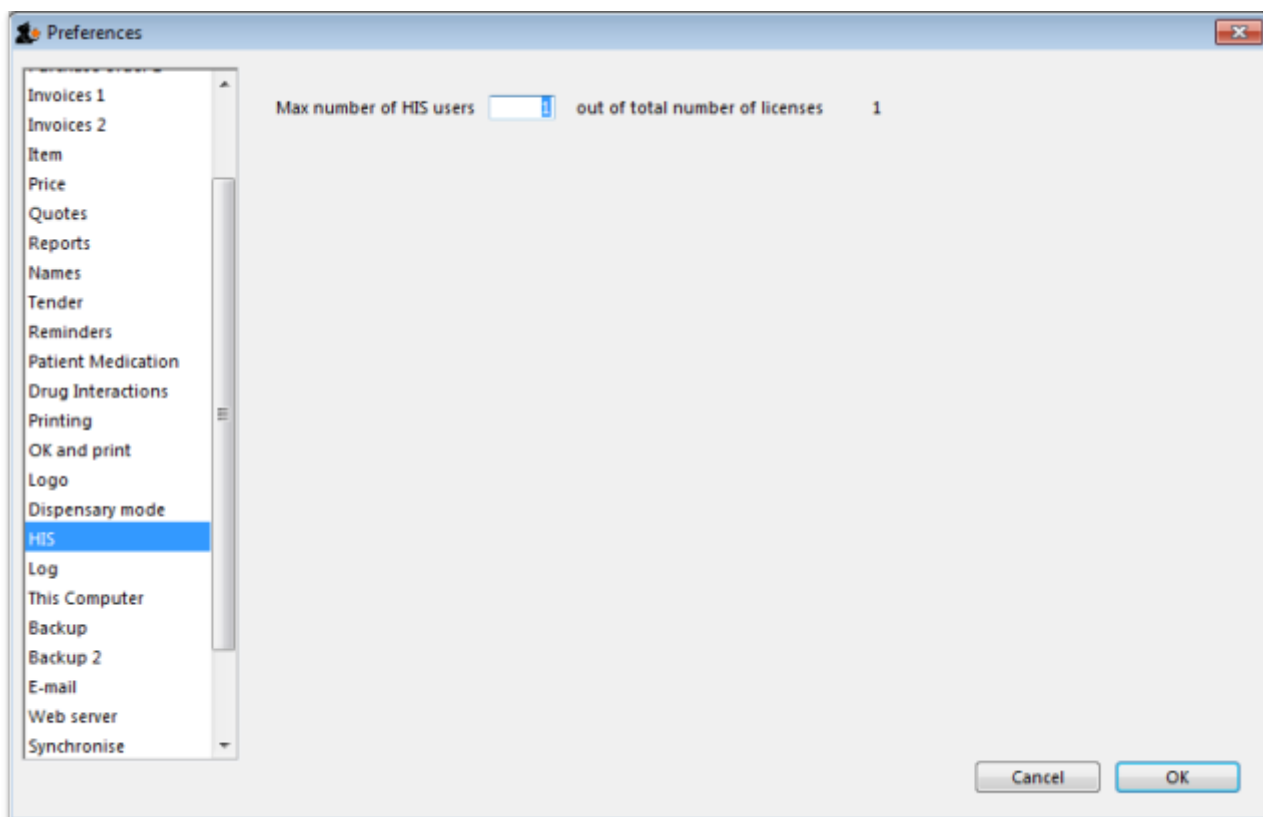 Preferences
Invoices 1
Invoices 2
Item
Price
Quotes
Reports
Names
Tender
Reminders
Patient Medication
Drug Interactions
Printing
OK and print
Logo
Dispensary mode
HIS
Log
This Computer
Backup
Backup 2
E-mail
Web server
Synchronise
Max number of HIS users 1 out of total number of licenses 1
Cancel OK